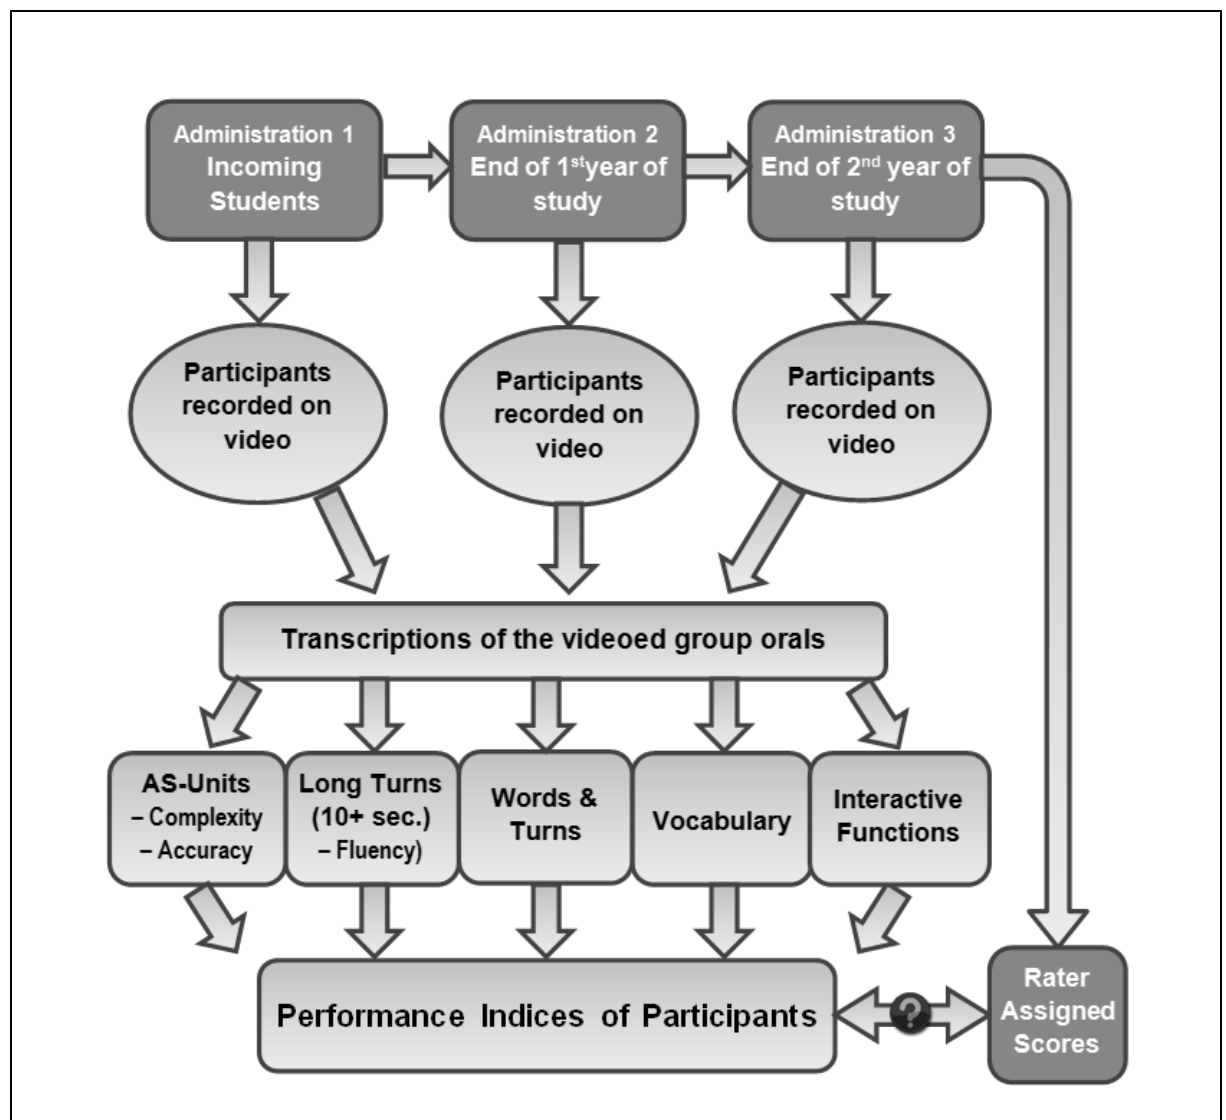 Administration 1
Incoming
Students
Administration 2
End of 1st year of
study
Administration 3
End of 2nd year of
study
Participants
recorded on
video
Participants
recorded on
video
Participants
recorded on
video
Transcriptions of the videoed group orals
AS-Units
– Complexity
– Accuracy
Long Turns
(10+ sec.)
– Fluency)
Words &
Turns
Vocabulary
Interactive
Functions
Performance Indices of Participants
?
Rater
Assigned
Scores